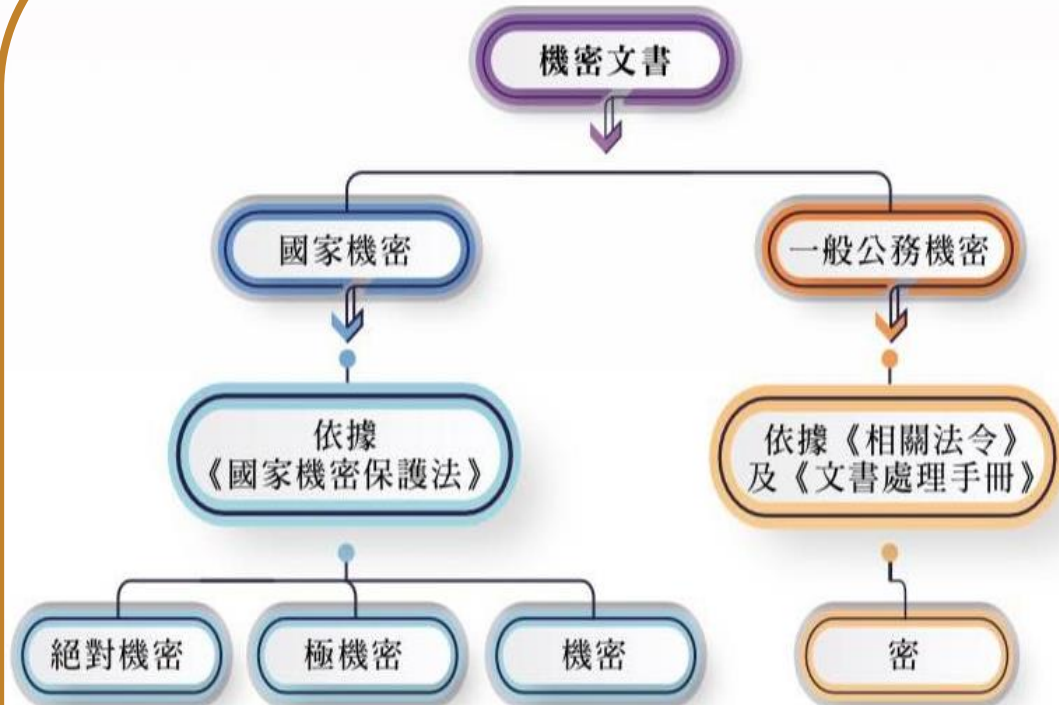 機密文書
國家機密
一般公務機密
依據
《國家機密保護法》
依據《相關法令》
及《文書處理手冊》
絕對機密
極機密
機密
密